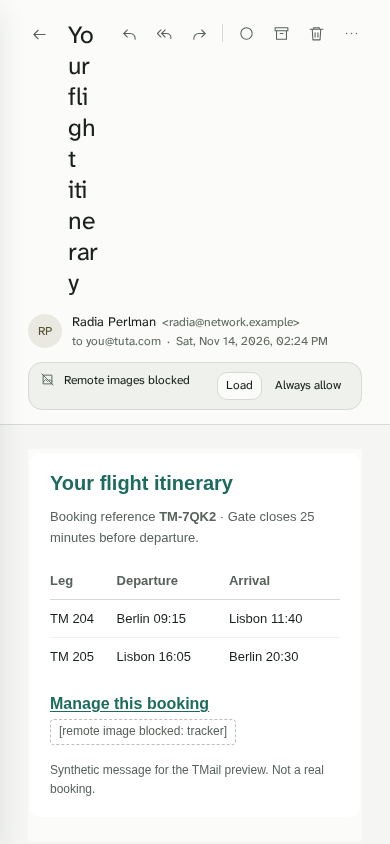 Yo
ur
fli
gh
t
iti
ne
rar
y
RP
Radia Perlman <radia@network.example>
to you@tuta.com · Sat, Nov 14, 2026, 02:24 PM
Remote images blocked
Load
Always allow
Your flight itinerary
Booking reference TM-7QK2 · Gate closes 25
minutes before departure.
Leg Departure Arrival
TM 204 Berlin 09:15 Lisbon 11:40
TM 205 Lisbon 16:05 Berlin 20:30
Manage this booking
[remote image blocked: tracker]
Synthetic message for the TMail preview. Not a real
booking.